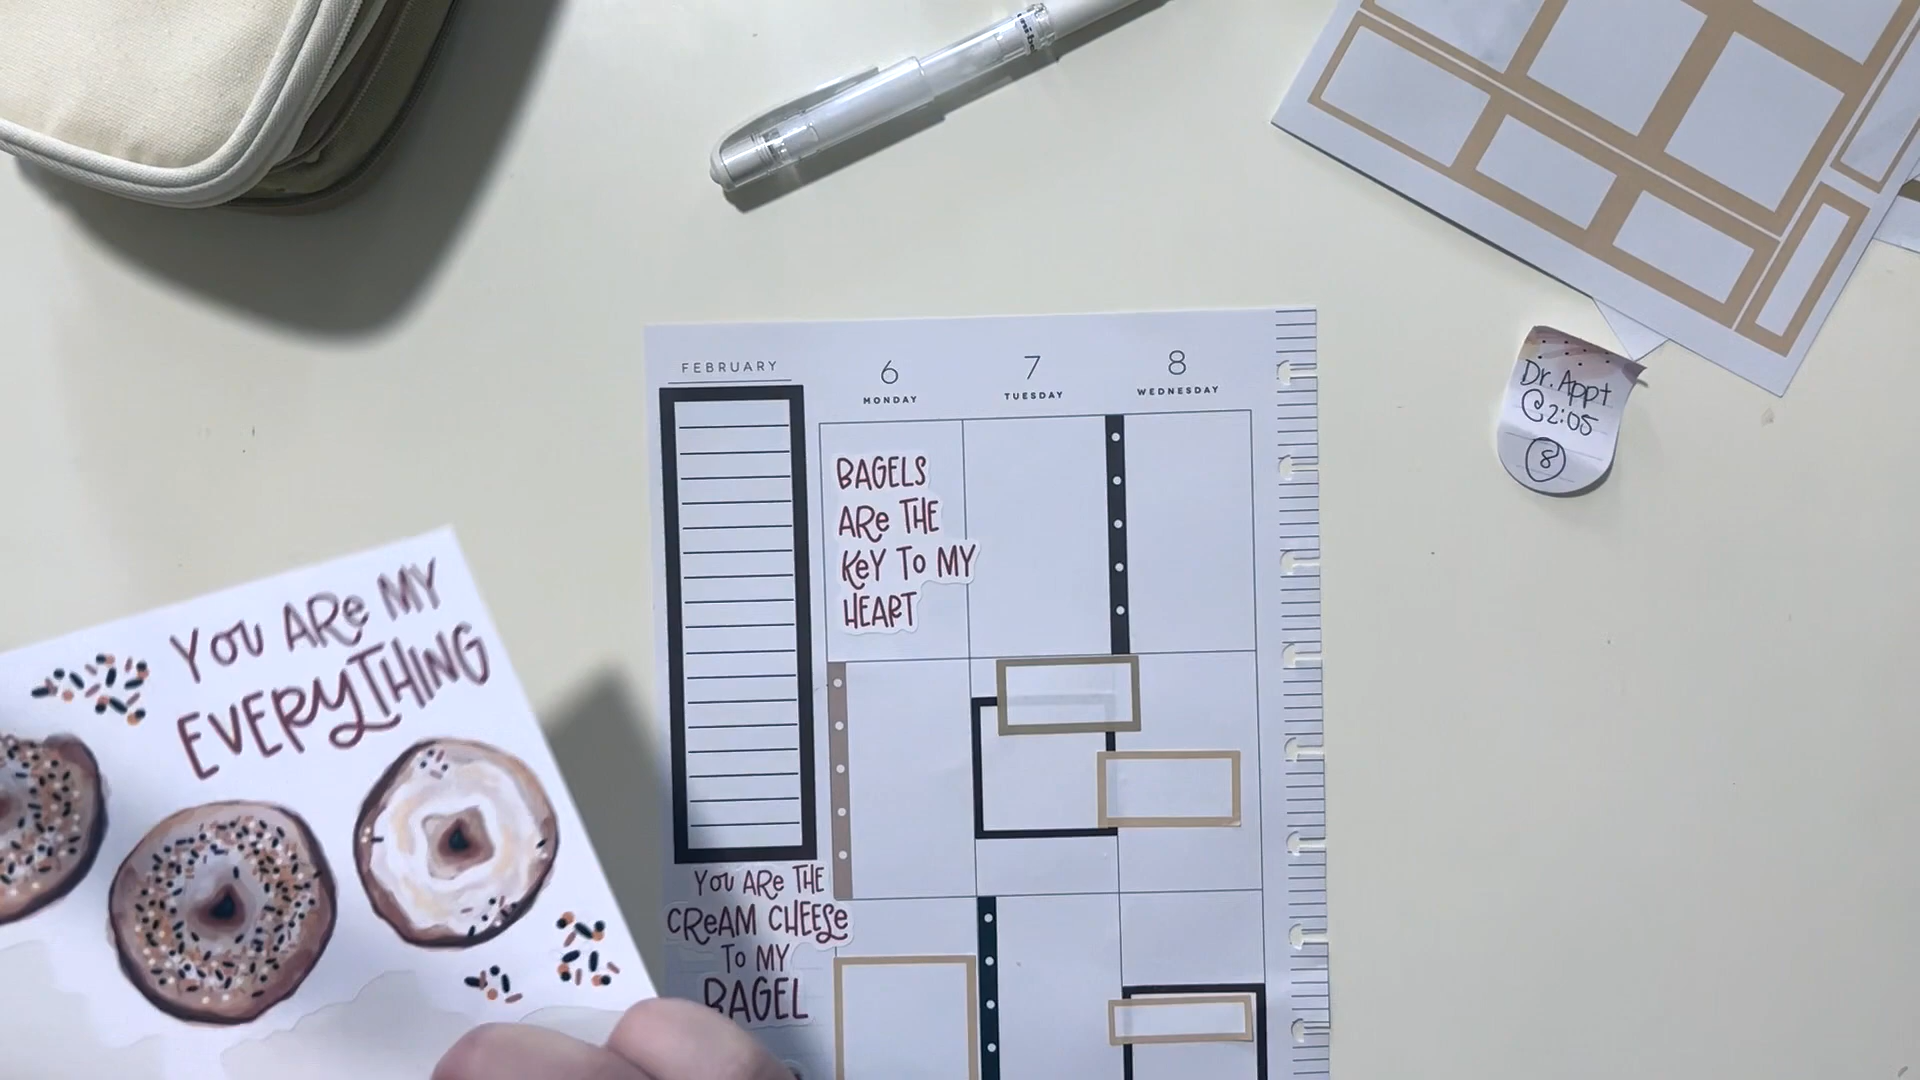 FEBRUARY
6
MONDAY
7
TUESDAY
8
WEDNESDAY
BAGELS
ARe THE
KeY To MY
HEART
You ARe THE
CReAM CHEESe
To MY
BAGEL
You ARe MY
EVERYTHING
Dr. Appt
@ 2:05
8